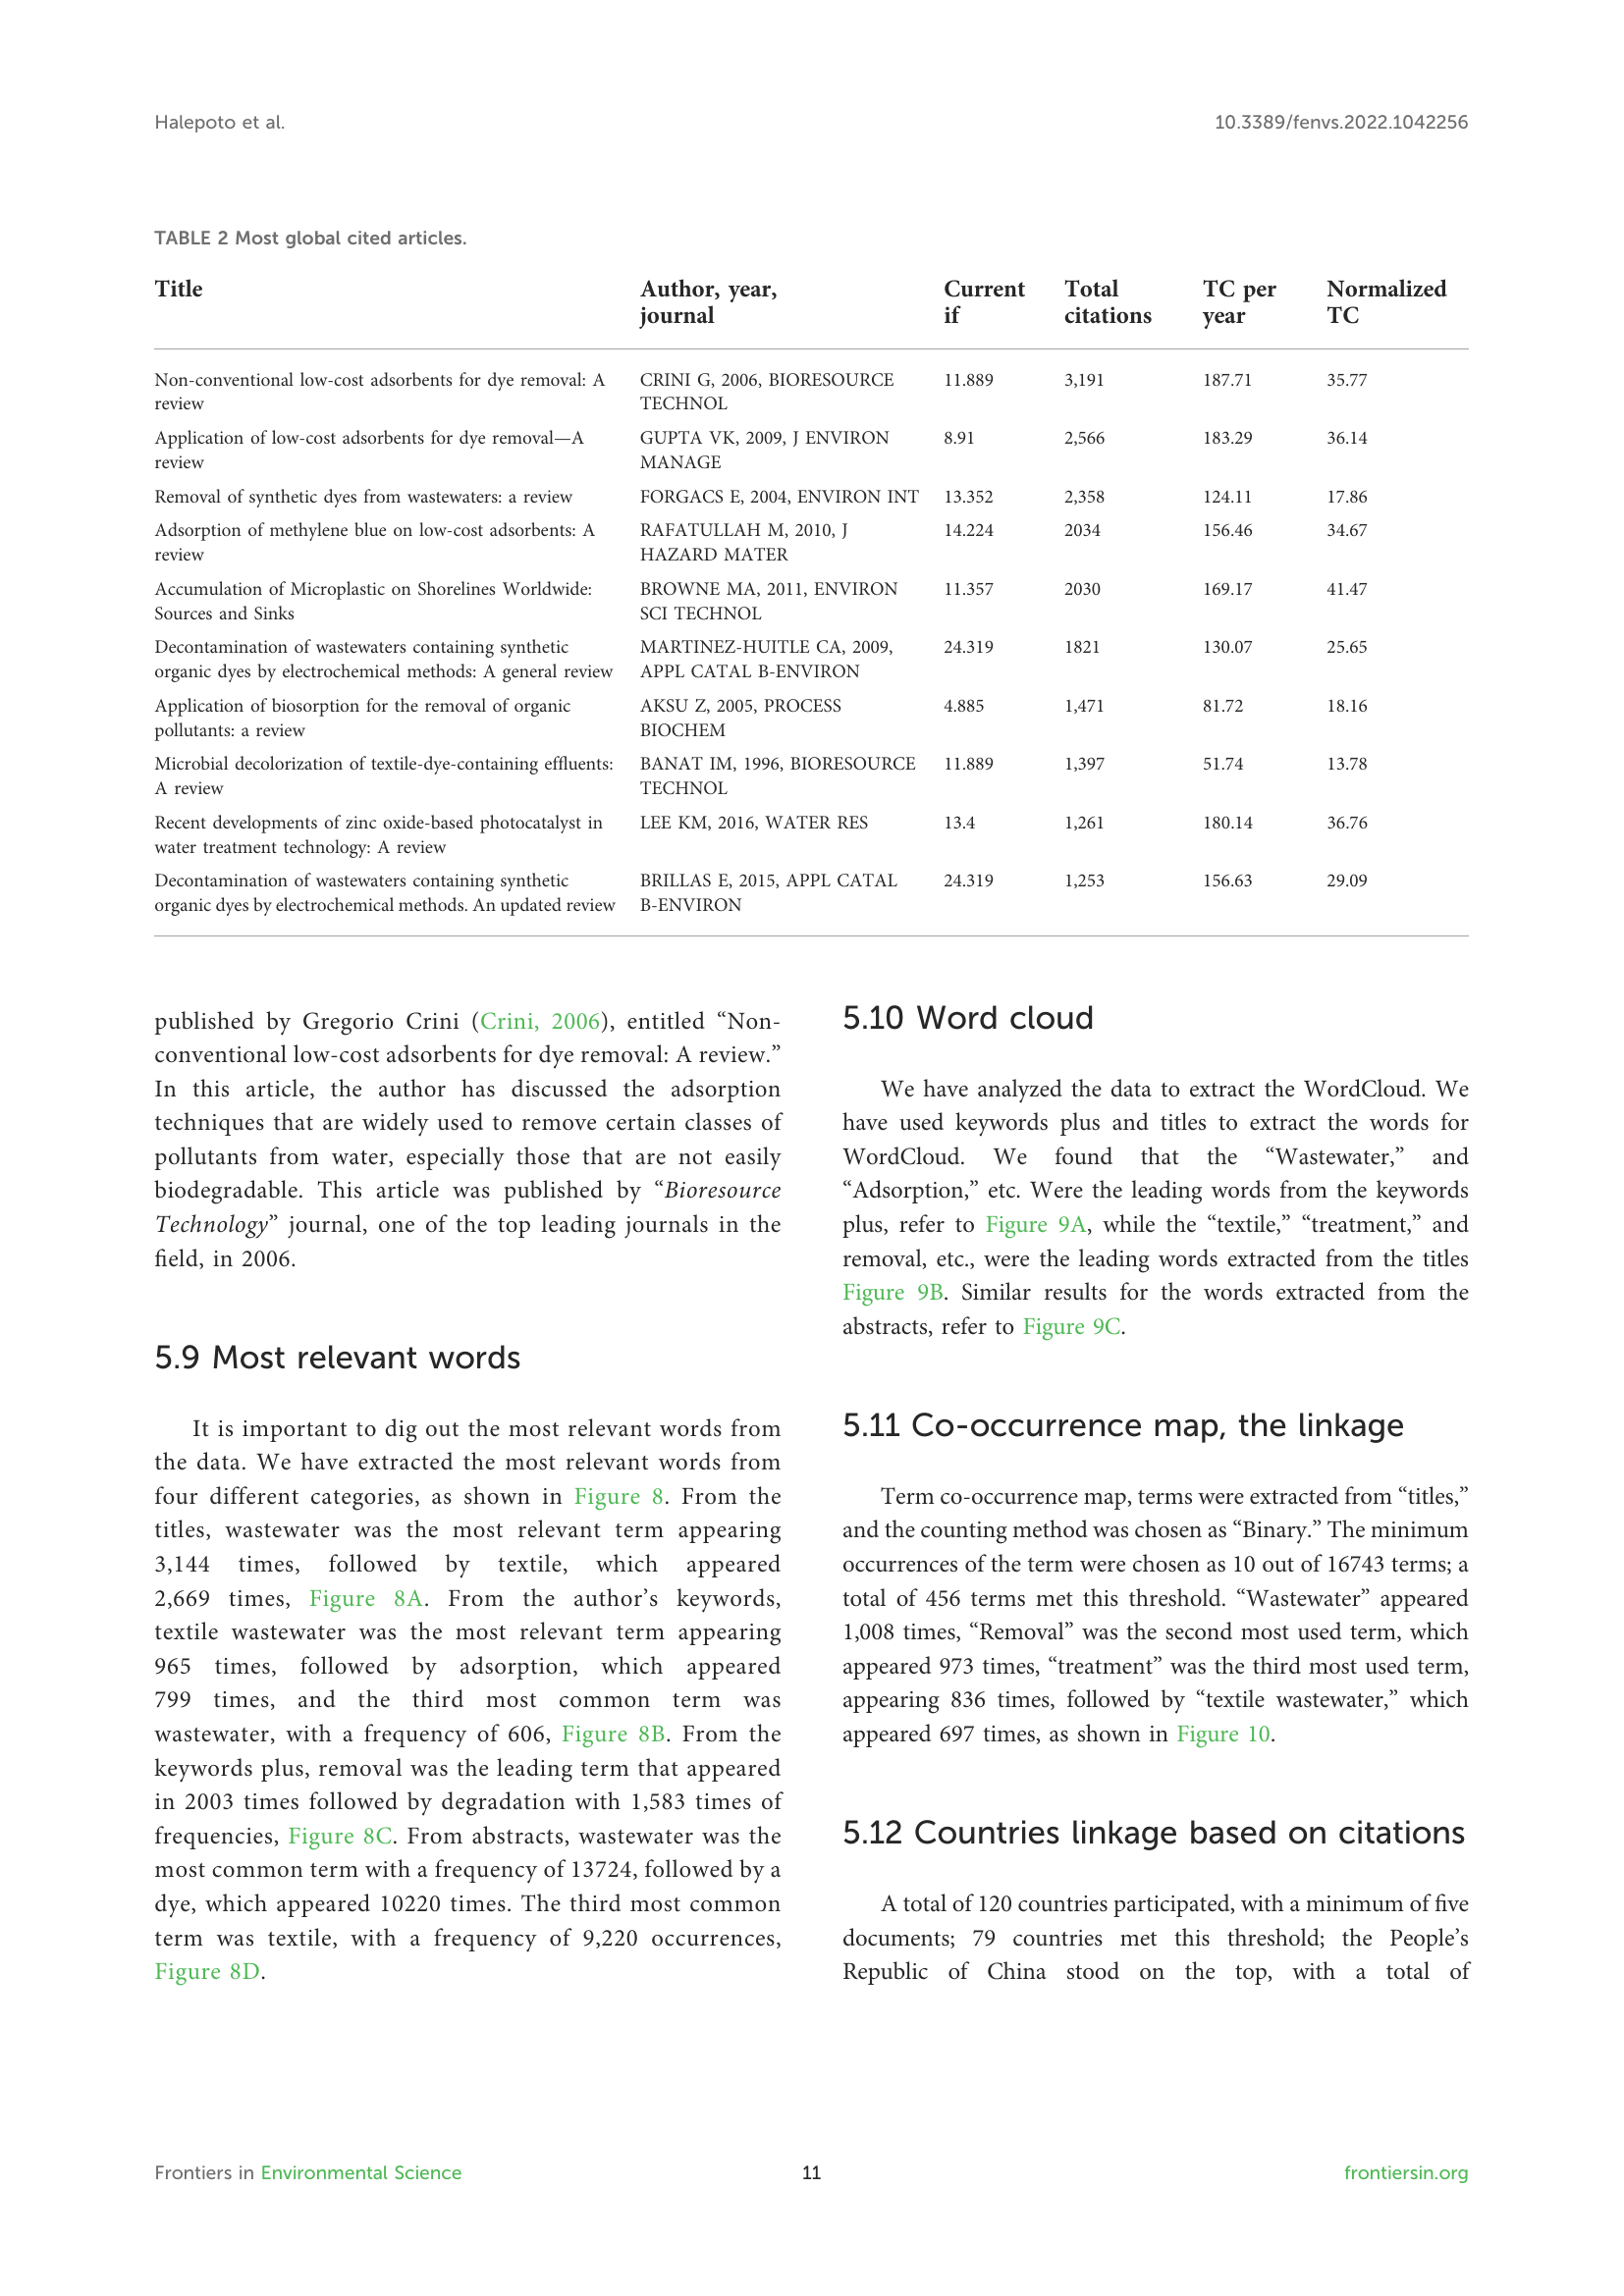 Halepoto et al.
10.3389/fenvs.2022.1042256
TABLE 2 Most global cited articles.
Title
Author, year, journal
Current if
Total citations
TC per year
Normalized TC
Non-conventional low-cost adsorbents for dye removal: A review
CRINI G, 2006, BIORESOURCE TECHNOL
11.889
3,191
187.71
35.77
Application of low-cost adsorbents for dye removal—A review
GUPTA VK, 2009, J ENVIRON MANAGE
8.91
2,566
183.29
36.14
Removal of synthetic dyes from wastewaters: a review
FORGACS E, 2004, ENVIRON INT
13.352
2,358
124.11
17.86
Adsorption of methylene blue on low-cost adsorbents: A review
RAFATULLAH M, 2010, J HAZARD MATER
14.224
2034
156.46
34.67
Accumulation of Microplastic on Shorelines Worldwide: Sources and Sinks
BROWNE MA, 2011, ENVIRON SCI TECHNOL
11.357
2030
169.17
41.47
Decontamination of wastewaters containing synthetic organic dyes by electrochemical methods: A general review
MARTINEZ-HUITLE CA, 2009, APPL CATAL B-ENVIRON
24.319
1821
130.07
25.65
Application of biosorption for the removal of organic pollutants: a review
AKSU Z, 2005, PROCESS BIOCHEM
4.885
1,471
81.72
18.16
Microbial decolorization of textile-dye-containing effluents: A review
BANAT IM, 1996, BIORESOURCE TECHNOL
11.889
1,397
51.74
13.78
Recent developments of zinc oxide-based photocatalyst in water treatment technology: A review
LEE KM, 2016, WATER RES
13.4
1,261
180.14
36.76
Decontamination of wastewaters containing synthetic organic dyes by electrochemical methods. An updated review
BRILLAS E, 2015, APPL CATAL B-ENVIRON
24.319
1,253
156.63
29.09
published by Gregorio Crini (Crini, 2006), entitled “Non-
conventional low-cost adsorbents for dye removal: A review.”
In this article, the author has discussed the adsorption
techniques that are widely used to remove certain classes of
pollutants from water, especially those that are not easily
biodegradable. This article was published by “Bioresource
Technology” journal, one of the top leading journals in the
field, in 2006.
5.9 Most relevant words
It is important to dig out the most relevant words from
the data. We have extracted the most relevant words from
four different categories, as shown in Figure 8. From the
titles, wastewater was the most relevant term appearing
3,144 times, followed by textile, which appeared
2,669 times, Figure 8A. From the author’s keywords,
textile wastewater was the most relevant term appearing
965 times, followed by adsorption, which appeared
799 times, and the third most common term was
wastewater, with a frequency of 606, Figure 8B. From the
keywords plus, removal was the leading term that appeared
in 2003 times followed by degradation with 1,583 times of
frequencies, Figure 8C. From abstracts, wastewater was the
most common term with a frequency of 13724, followed by a
dye, which appeared 10220 times. The third most common
term was textile, with a frequency of 9,220 occurrences,
Figure 8D.
5.10 Word cloud
We have analyzed the data to extract the WordCloud. We
have used keywords plus and titles to extract the words for
WordCloud. We found that the “Wastewater,” and
“Adsorption,” etc. Were the leading words from the keywords
plus, refer to Figure 9A, while the “textile,” “treatment,” and
removal, etc., were the leading words extracted from the titles
Figure 9B. Similar results for the words extracted from the
abstracts, refer to Figure 9C.
5.11 Co-occurrence map, the linkage
Term co-occurrence map, terms were extracted from “titles,”
and the counting method was chosen as “Binary.” The minimum
occurrences of the term were chosen as 10 out of 16743 terms; a
total of 456 terms met this threshold. “Wastewater” appeared
1,008 times, “Removal” was the second most used term, which
appeared 973 times, “treatment” was the third most used term,
appearing 836 times, followed by “textile wastewater,” which
appeared 697 times, as shown in Figure 10.
5.12 Countries linkage based on citations
A total of 120 countries participated, with a minimum of five
documents; 79 countries met this threshold; the People’s
Republic of China stood on the top, with a total of
Frontiers in Environmental Science
11
frontiersin.org